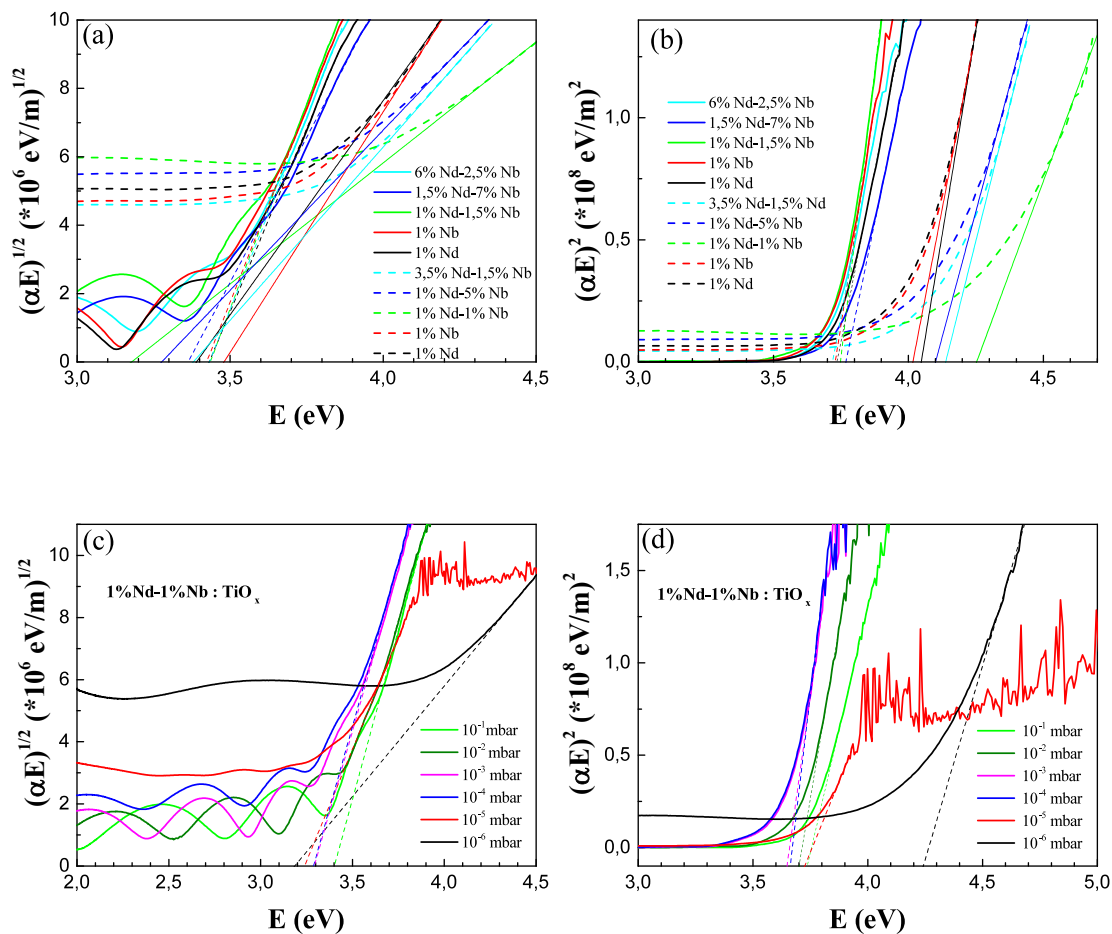 (a)
(αE)^1/2 (*10^6 eV/m)^1/2
10
8
6
4
2
0
6% Nd-2,5% Nb
1,5% Nd-7% Nb
1% Nd-1,5% Nb
1% Nb
1% Nd
3,5% Nd-1,5% Nb
1% Nd-5% Nb
1% Nd-1% Nb
1% Nb
1% Nd
3,0 3,5 4,0 4,5
E (eV)
(b)
(αE)^2 (*10^8 eV/m)^2
1,0
0,5
0,0
6% Nd-2,5% Nb
1,5% Nd-7% Nb
1% Nd-1,5% Nb
1% Nb
1% Nd
3,5% Nd-1,5% Nd
1% Nd-5% Nb
1% Nd-1% Nb
1% Nb
1% Nd
3,0 3,5 4,0 4,5
E (eV)
(c)
(αE)^1/2 (*10^6 eV/m)^1/2
10
8
6
4
2
0
1%Nd-1%Nb : TiO_x
10^-1 mbar
10^-2 mbar
10^-3 mbar
10^-4 mbar
10^-5 mbar
10^-6 mbar
2,0 2,5 3,0 3,5 4,0 4,5
E (eV)
(d)
(αE)^2 (*10^8 eV/m)^2
1,5
1,0
0,5
0,0
1%Nd-1%Nb : TiO_x
10^-1 mbar
10^-2 mbar
10^-3 mbar
10^-4 mbar
10^-5 mbar
10^-6 mbar
3,0 3,5 4,0 4,5 5,0
E (eV)